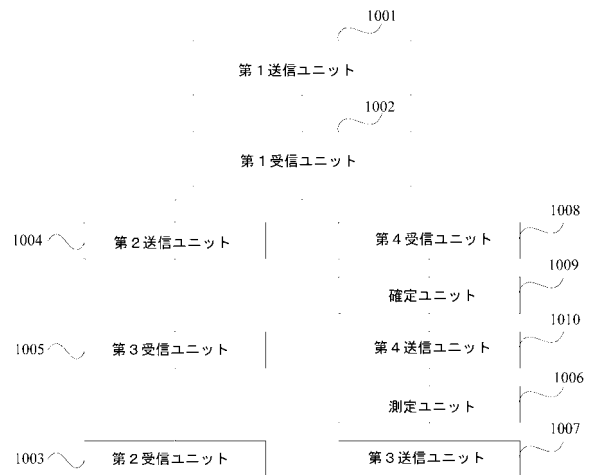 1001
第１送信ユニット
1002
第１受信ユニット
1004
第２送信ユニット
第４受信ユニット
1008
確定ユニット
1009
1005
第３受信ユニット
第４送信ユニット
1010
測定ユニット
1006
1003
第２受信ユニット
第３送信ユニット
1007